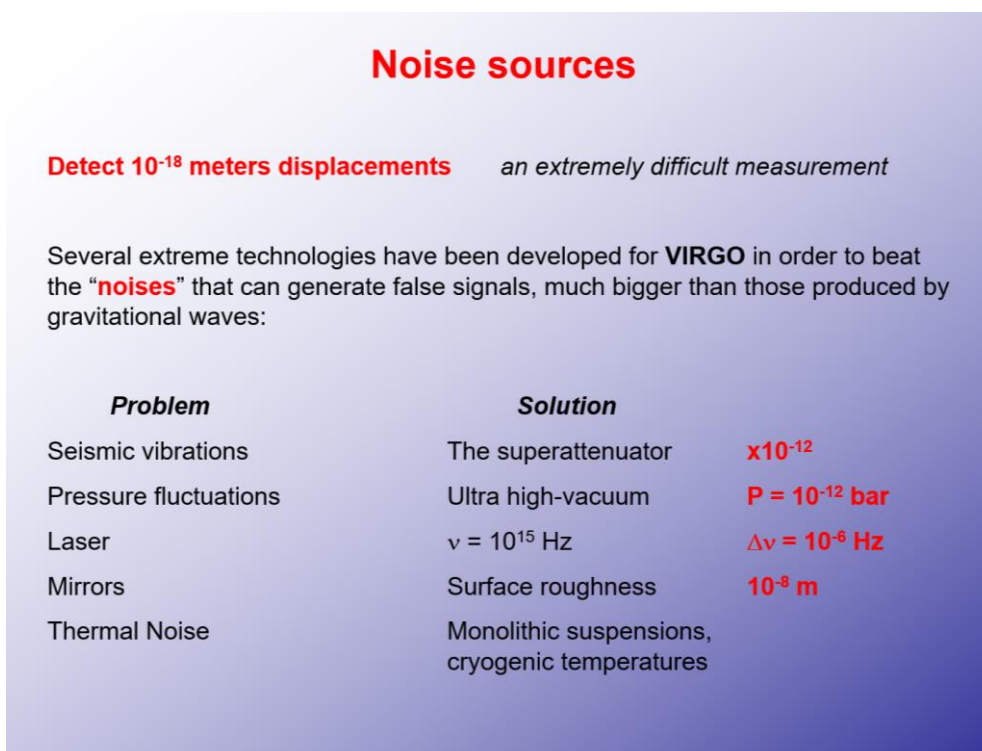 Noise sources
Detect 10⁻¹⁸ meters displacements an extremely difficult measurement
Several extreme technologies have been developed for VIRGO in order to beat
the “noises” that can generate false signals, much bigger than those produced by
gravitational waves:
Problem Solution
Seismic vibrations The superattenuator x10⁻¹²
Pressure fluctuations Ultra high-vacuum P = 10⁻¹² bar
Laser ν = 10¹⁵ Hz Δν = 10⁻⁶ Hz
Mirrors Surface roughness 10⁻⁸ m
Thermal Noise Monolithic suspensions,
cryogenic temperatures